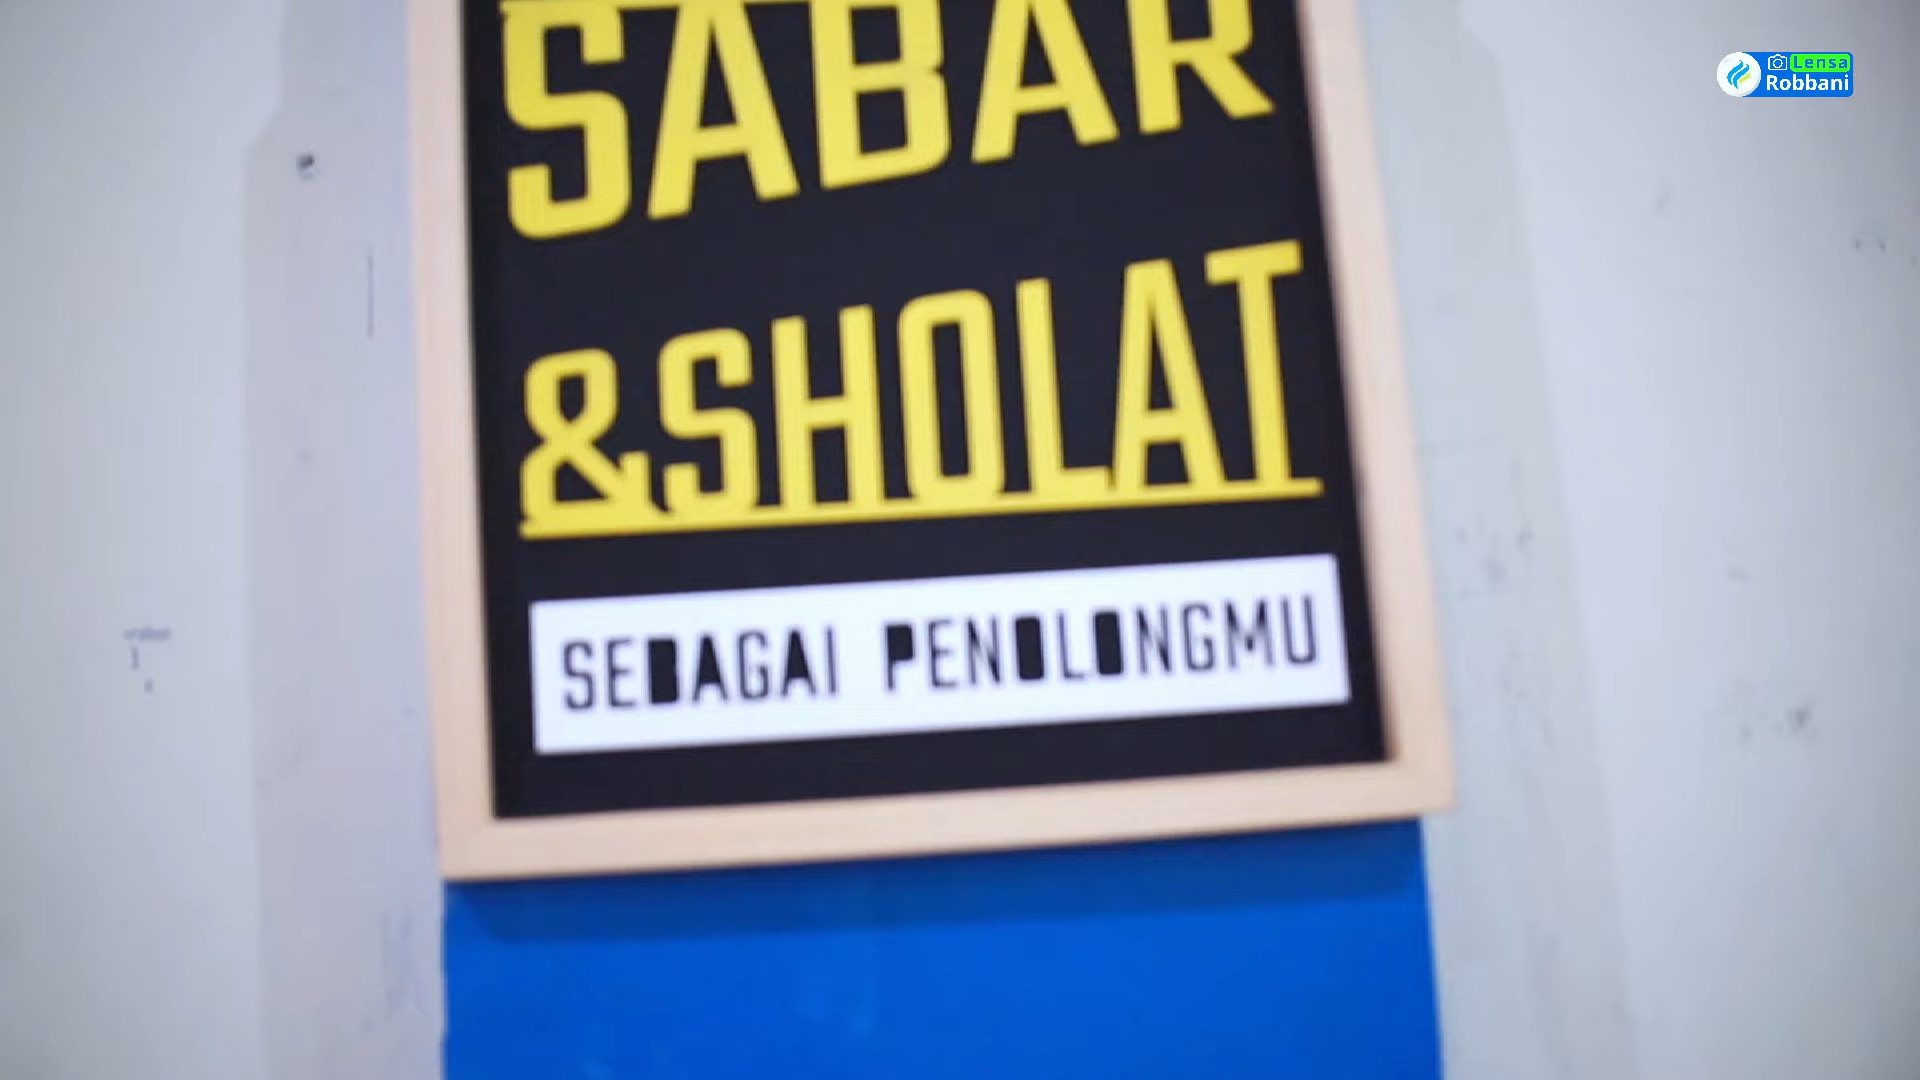 SABAR
&SHOLAT
SEBAGAI PENOLONGMU
Lensa
Robbani